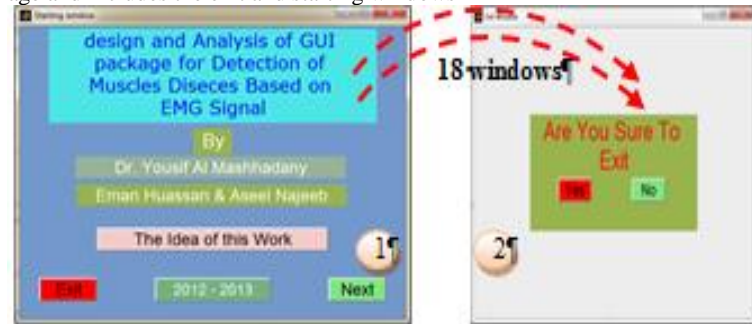 Starting window
design and Analysis of GUI
package for Detection of
Muscles Diseces Based on
EMG Signal
By
Dr. Yousif Al Mashhadany
Eman Huassan & Aseel Najeeb
The Idea of this Work
1¶
Exit
2012 - 2013
Next
18 windows¶
Are You Sure To
Exit
Yes
No
2¶